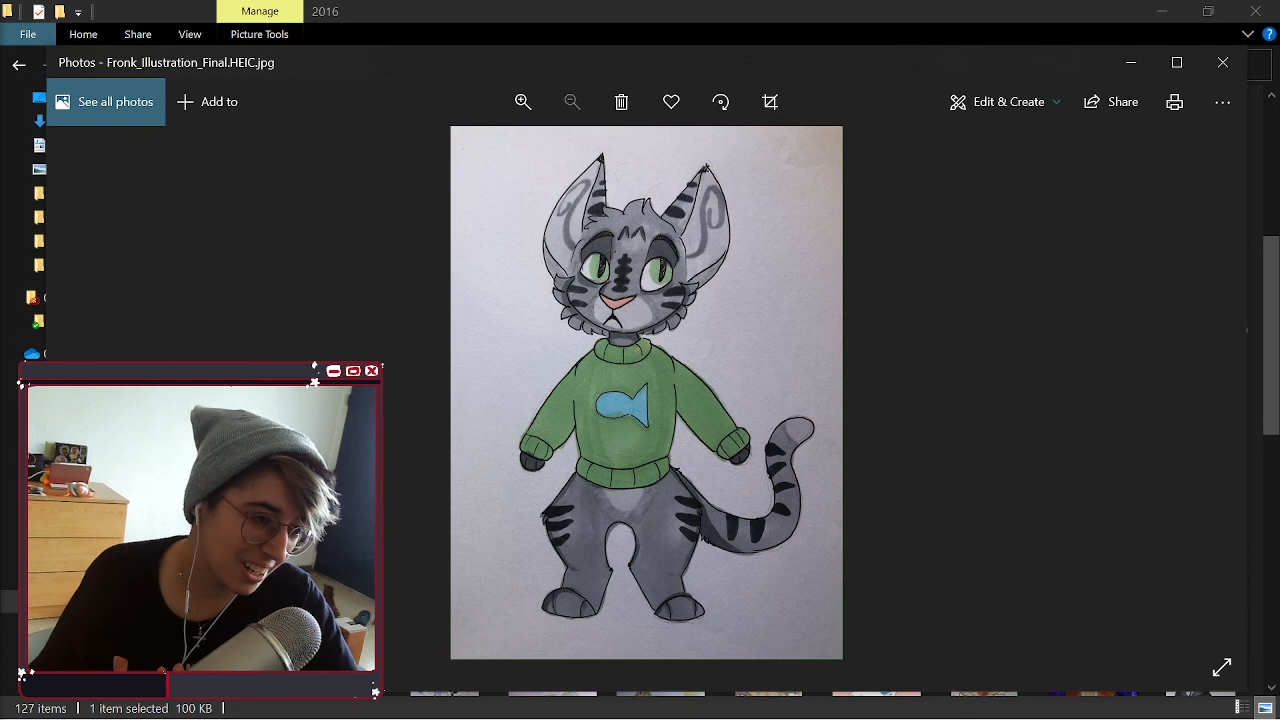 Manage
2016
File
Home
Share
View
Picture Tools
Photos - Fronk_Illustration_Final.HEIC.jpg
See all photos
Add to
Edit & Create
Share
127 items
1 item selected 100 KB